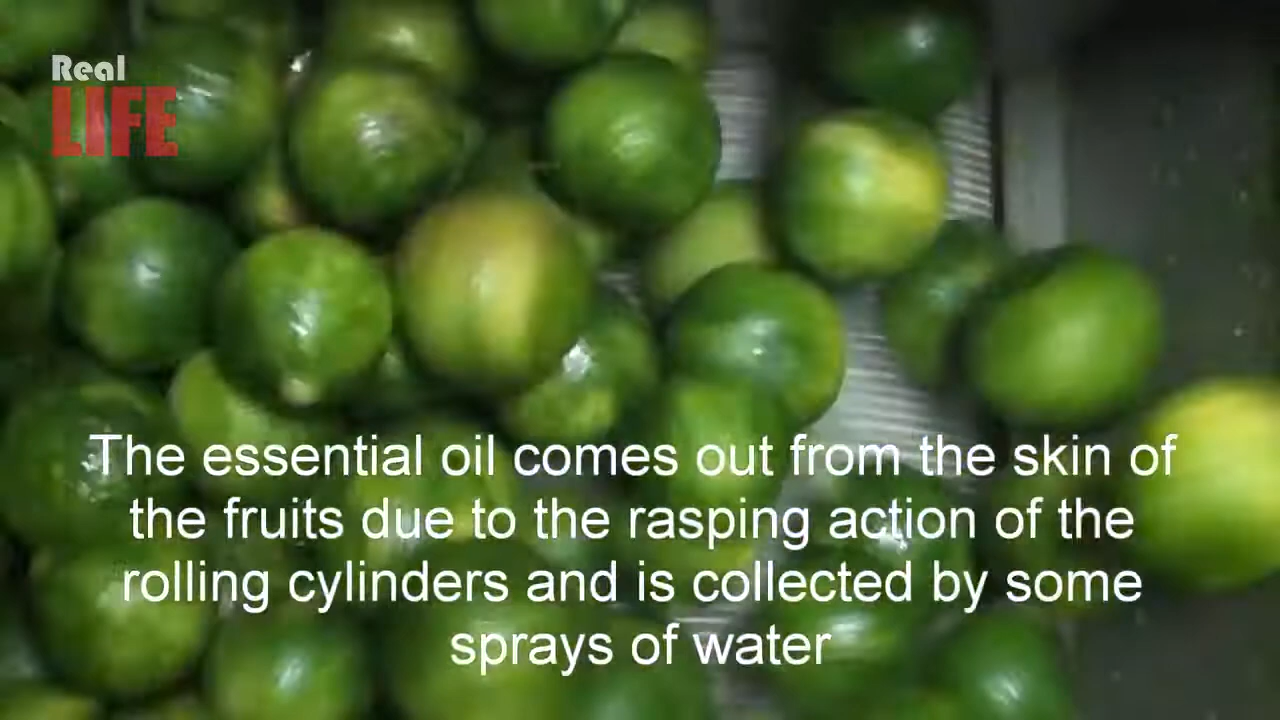 Real
LIFE
The essential oil comes out from the skin of
the fruits due to the rasping action of the
rolling cylinders and is collected by some
sprays of water